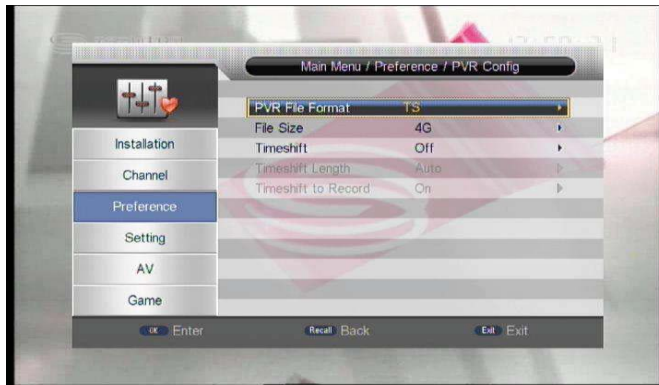 Main Menu / Preference / PVR Config
PVR File Format TS
File Size 4G
Timeshift Off
Timeshift Length Auto
Timeshift to Record On
Installation
Channel
Preference
Setting
AV
Game
OK Enter
Recall Back
Exit Exit